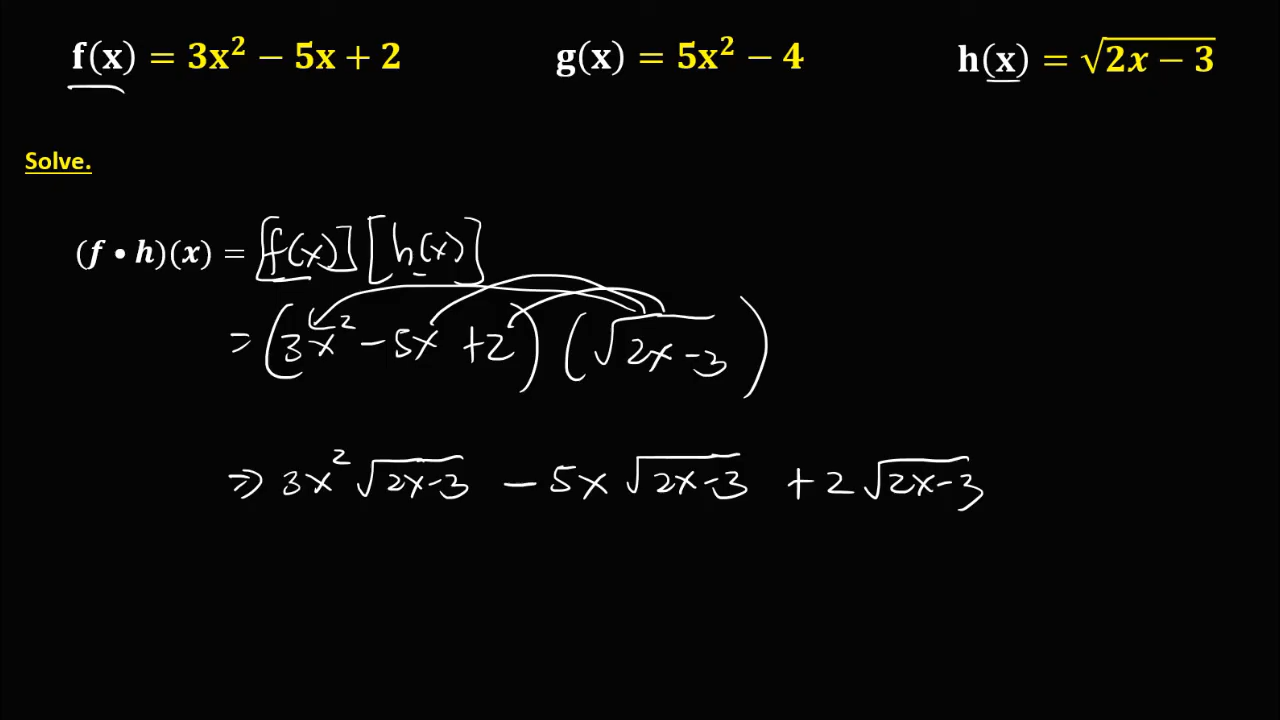 f(x) = 3x² − 5x + 2 g(x) = 5x² − 4 h(x) = √(2x − 3)
Solve.
(f • h)(x) = [f(x)] [h(x)]
= (3x² − 5x + 2) (√(2x − 3))
⇒ 3x² √(2x − 3) − 5x √(2x − 3) + 2 √(2x − 3)